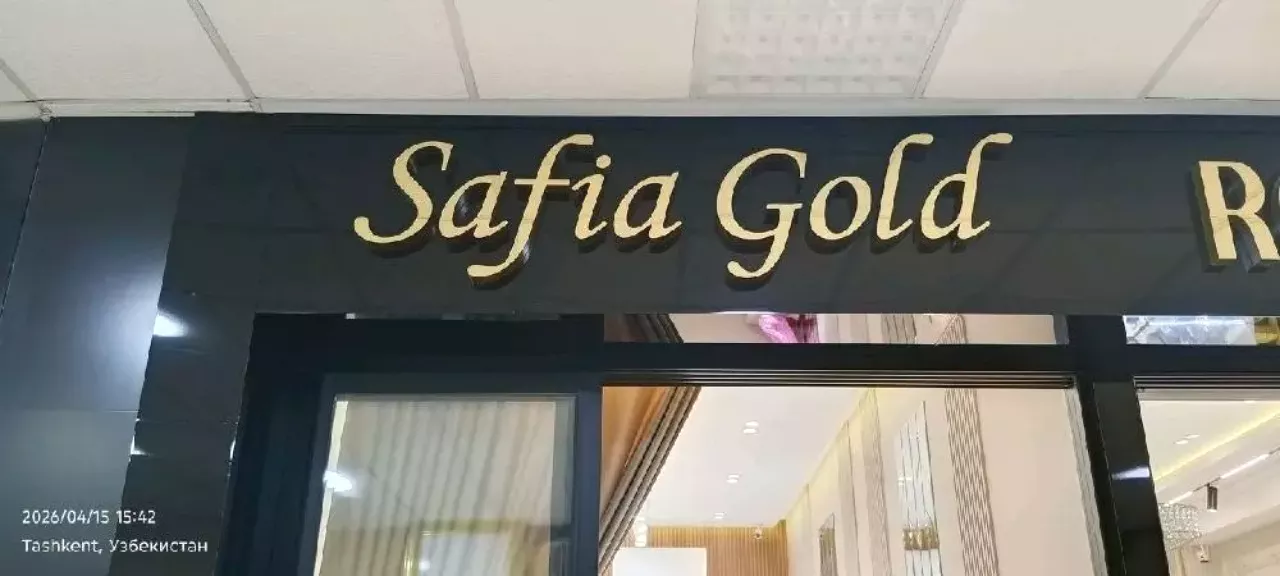 Safia Gold
2026/04/15 15:42
Tashkent, Узбекистан